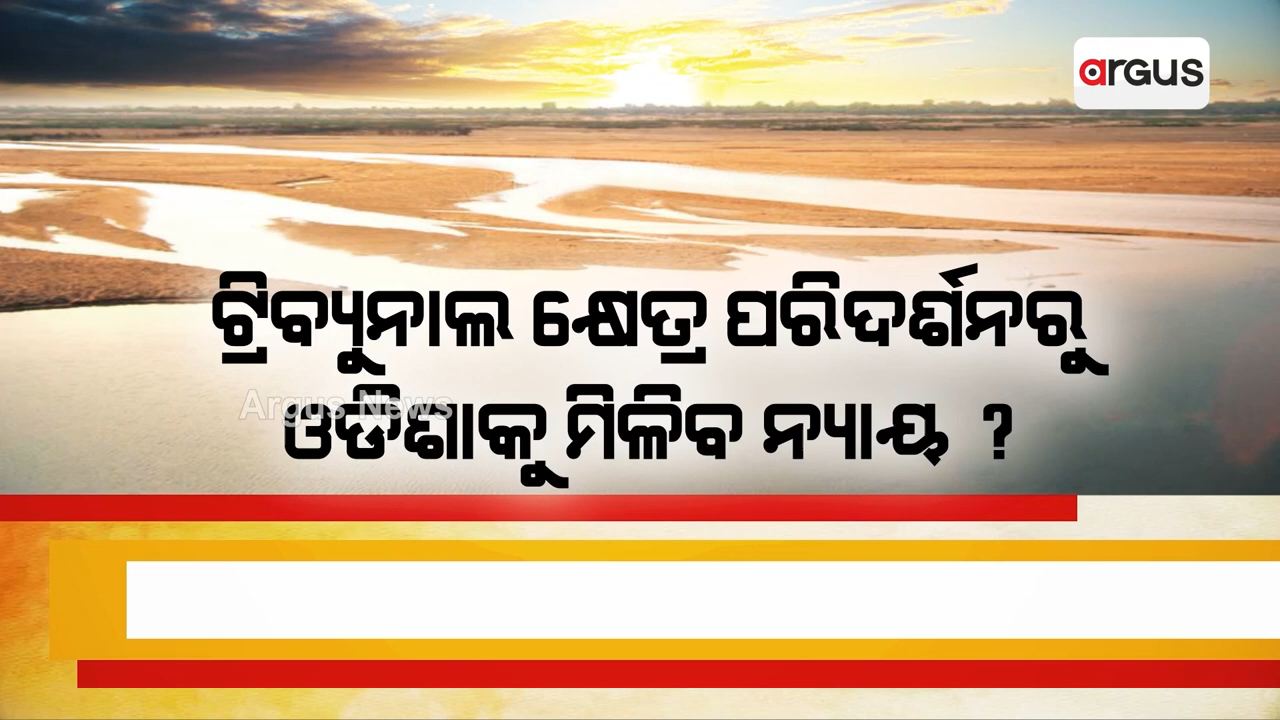 argus
ଟ୍ରିବ୍ୟୁନାଲ କ୍ଷେତ୍ର ପରିଦର୍ଶନରୁ
Argus News
ଓଡିଶାକୁ ମିଳିବ ନ୍ୟାୟ ?